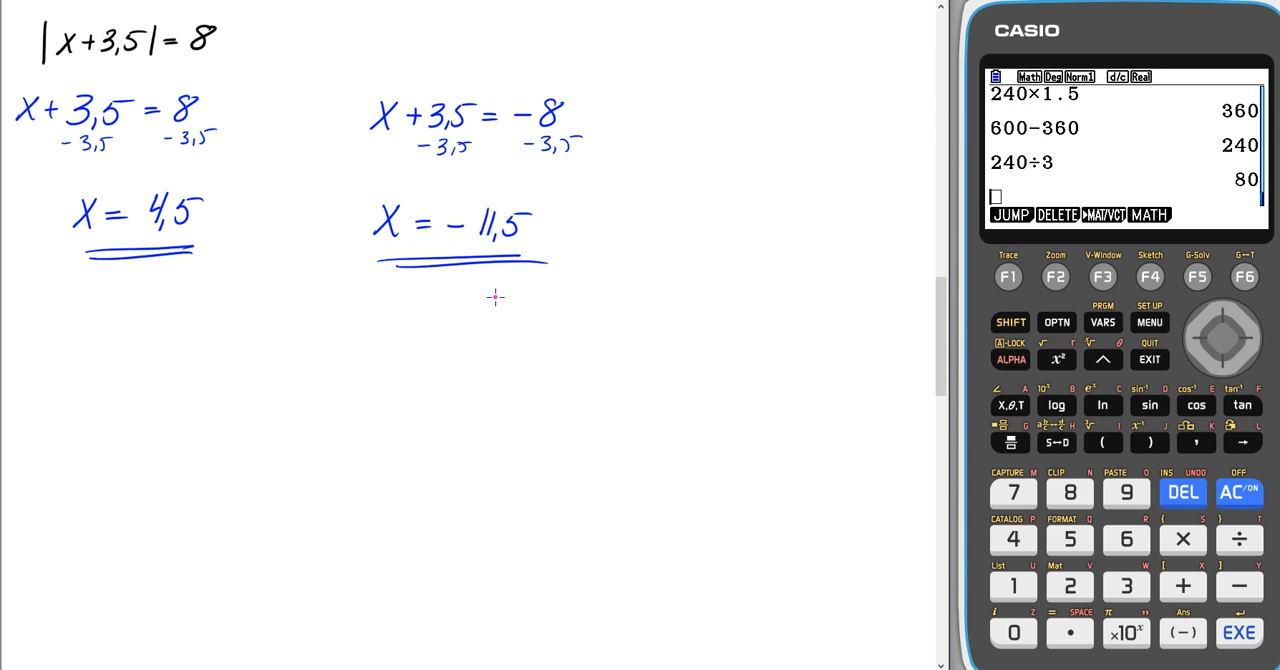 |x+3,5|= 8
x+3,5 = 8
-3,5 -3,5
x = 4,5
x+3,5 = -8
-3,5 -3,5
x = -11,5
CASIO
Math Deg Norm1 d/c Real
240×1.5
360
600-360
240
240÷3
80
JUMP DELETE ▶MAT/VCT MATH
Trace Zoom V-Window Sketch G-Solv G↔T
F1 F2 F3 F4 F5 F6
PRGM SET UP
SHIFT OPTN VARS MENU
A-LOCK √ r ∛ θ QUIT
ALPHA x² ^ EXIT
∠ A 10ˣ B eˣ C sin⁻¹ D cos⁻¹ E tan⁻¹ F
X,θ,T log ln sin cos tan
G H I x⁻¹ J K L
S↔D ( ) , →
CAPTURE M CLIP N PASTE O INS UNDO OFF
7 8 9 DEL AC/ON
CATALOG P FORMAT Q R { S } T
4 5 6 × ÷
List U Mat V W [ X ] Y
1 2 3 + −
i Z = SPACE π " Ans ↵
0 • ×10ˣ (−) EXE